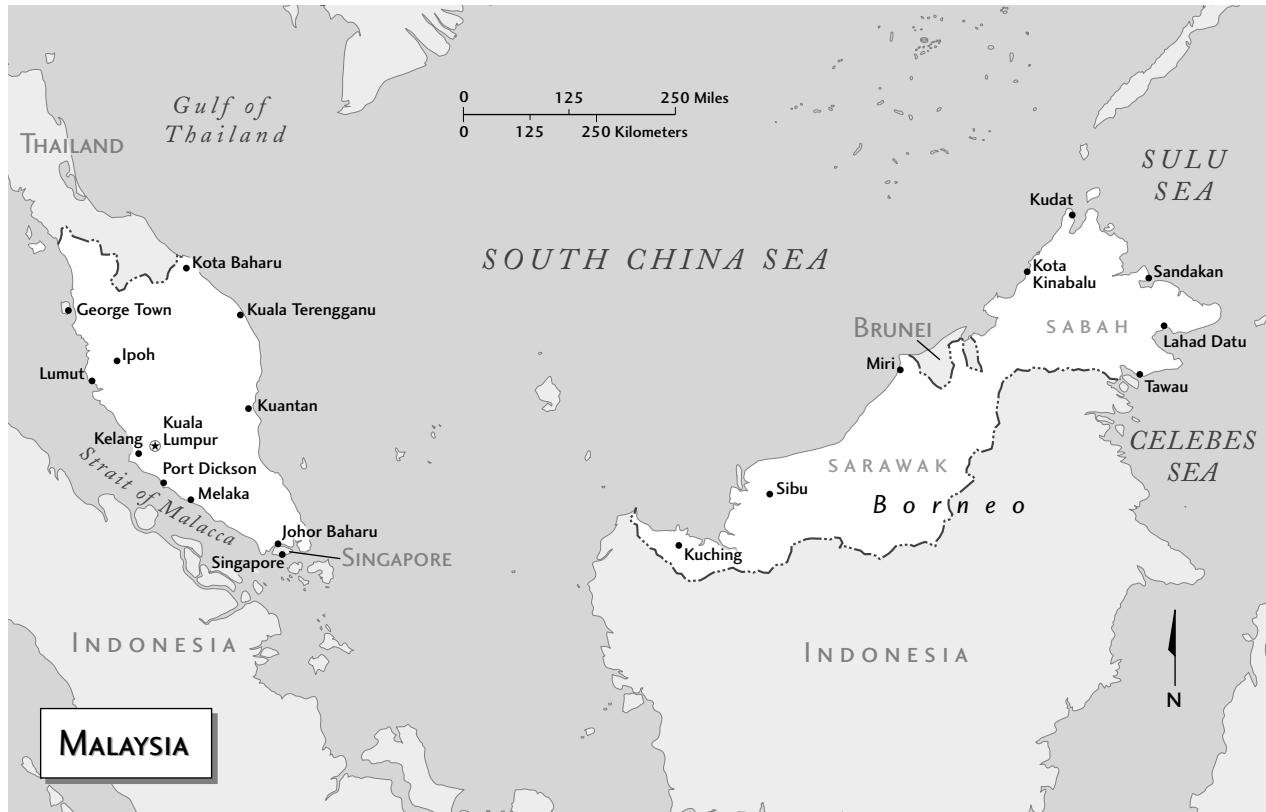 0 125 250 Miles
0 125 250 Kilometers
Gulf of
Thailand
THAILAND
SULU
SEA
SOUTH CHINA SEA
Kudat
Kota Baharu
Kota
Kinabalu
Sandakan
George Town
Kuala Terengganu
BRUNEI
SABAH
Lahad Datu
Ipoh
Lumut
Miri
Tawau
Kuantan
Kuala
Lumpur
Kelang
CELEBES
SEA
Port Dickson
Melaka
Strait of Malacca
SARAWAK
Sibu
Borneo
Johor Baharu
Singapore
SINGAPORE
Kuching
INDONESIA
INDONESIA
N
MALAYSIA